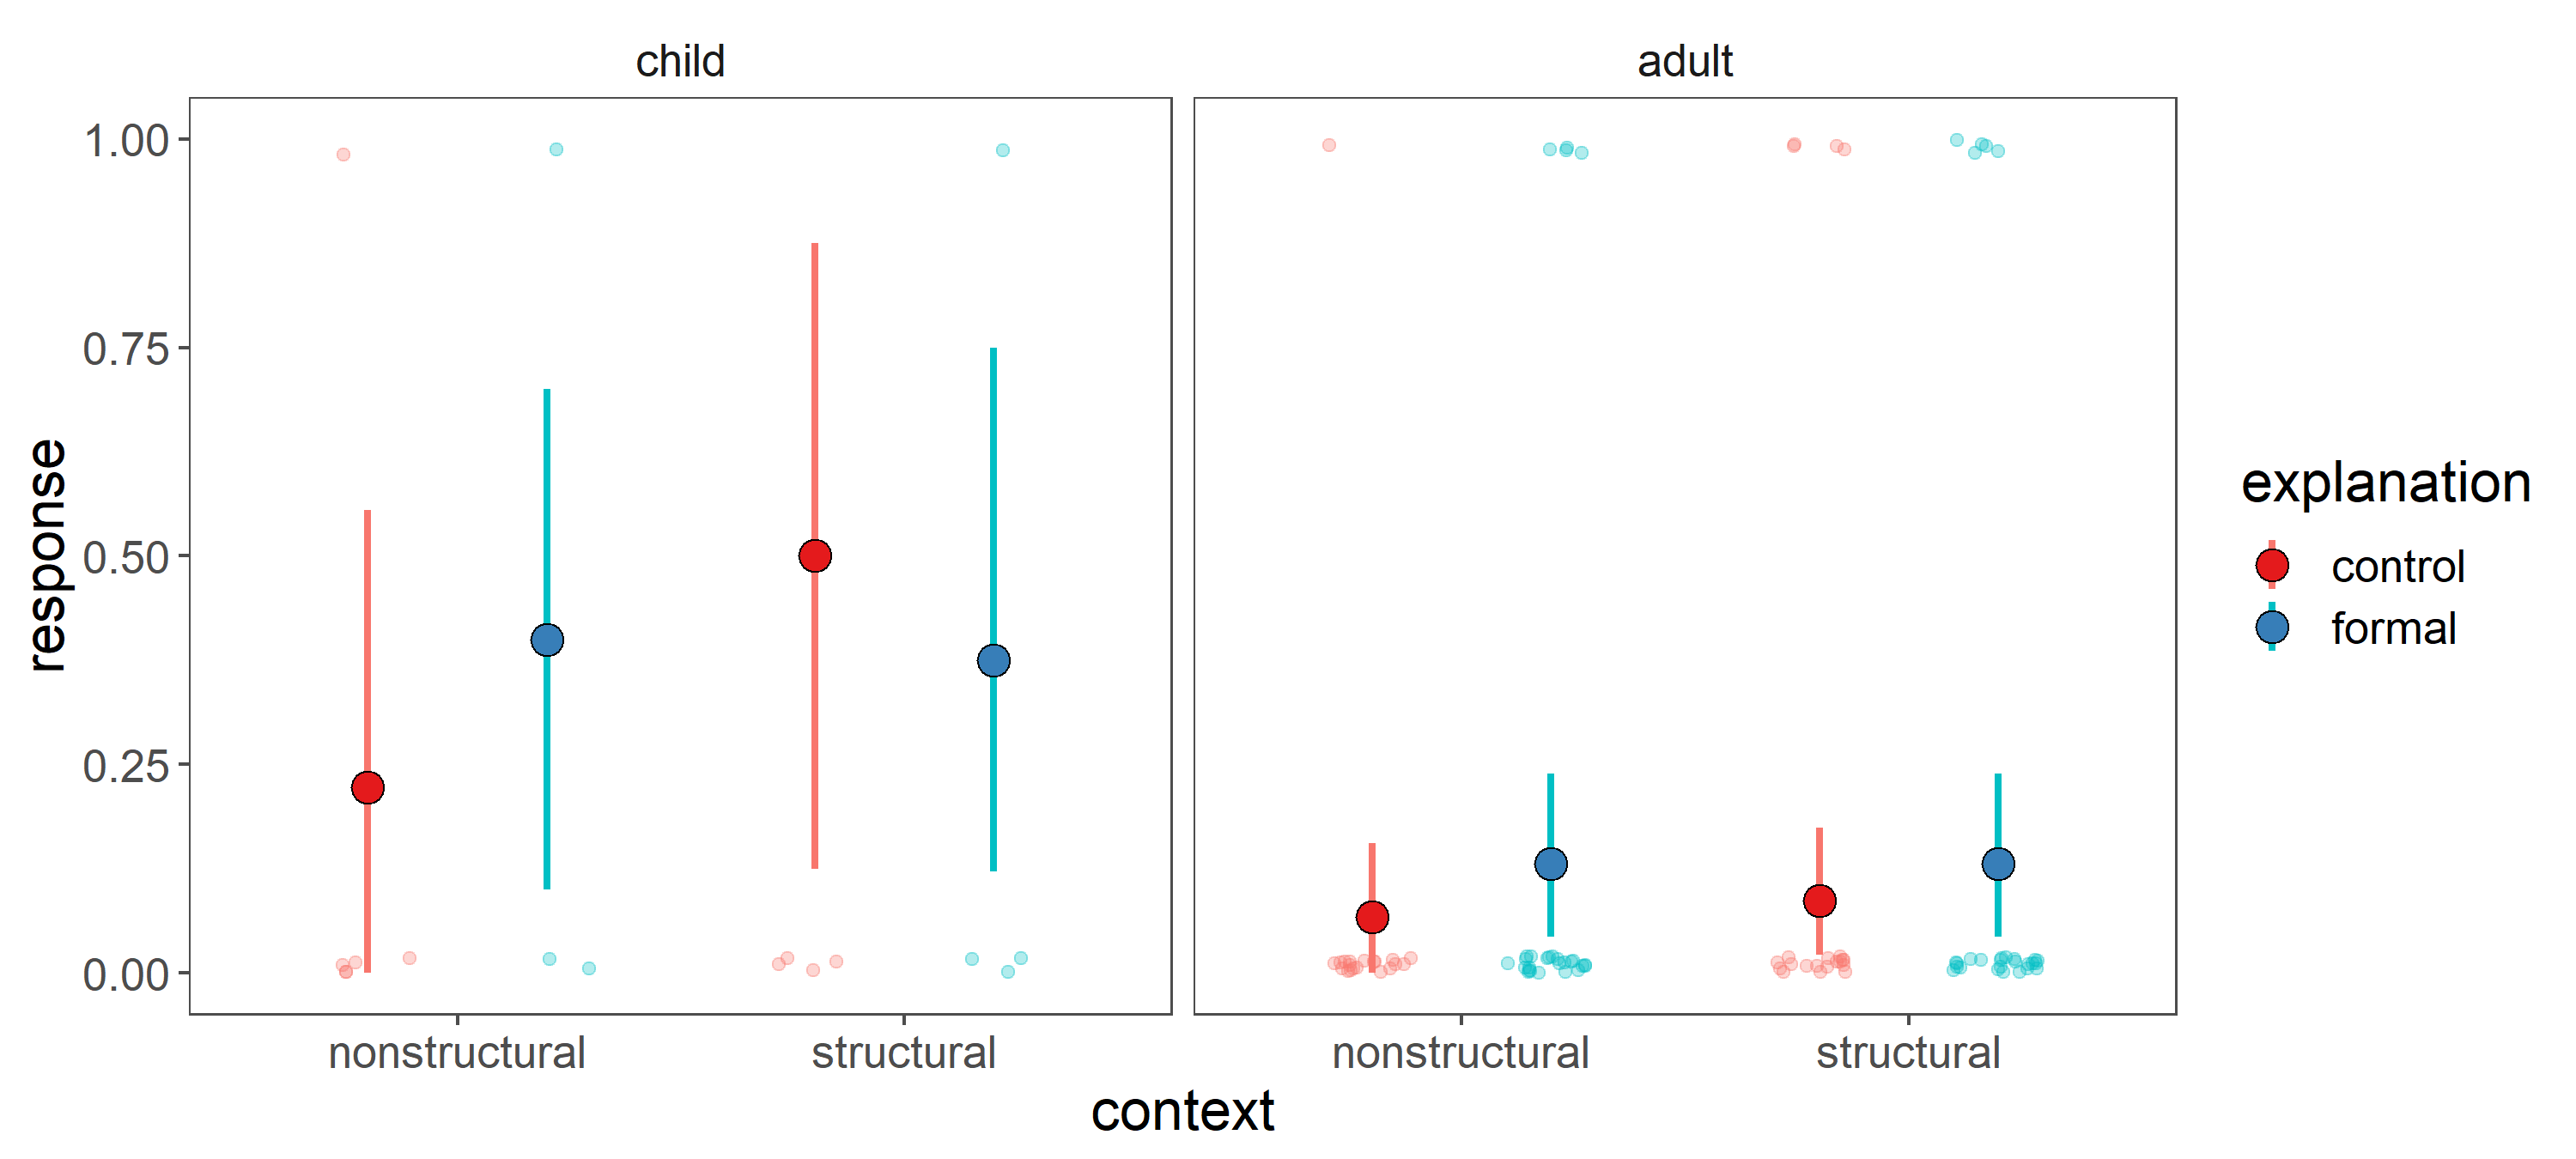 child
adult
1.00
0.75
0.50
0.25
0.00
response
nonstructural
structural
nonstructural
structural
context
explanation
control
formal